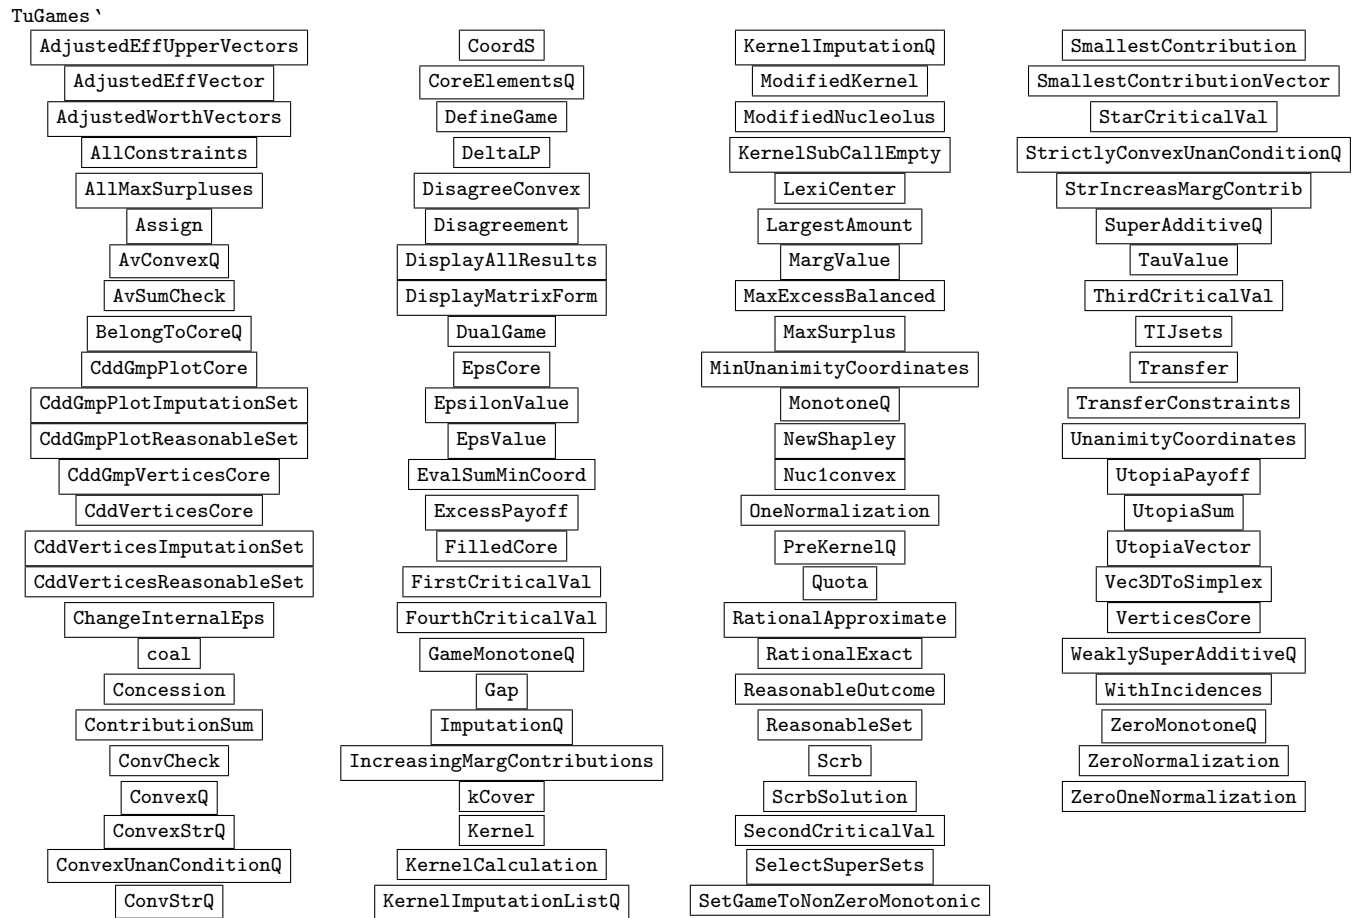 TuGames`
AdjustedEffUpperVectors
AdjustedEffVector
AdjustedWorthVectors
AllConstraints
AllMaxSurpluses
Assign
AvConvexQ
AvSumCheck
BelongToCoreQ
CddGmpPlotCore
CddGmpPlotImputationSet
CddGmpPlotReasonableSet
CddGmpVerticesCore
CddVerticesCore
CddVerticesImputationSet
CddVerticesReasonableSet
ChangeInternalEps
coal
Concession
ContributionSum
ConvCheck
ConvexQ
ConvexStrQ
ConvexUnanConditionQ
ConvStrQ
CoordS
CoreElementsQ
DefineGame
DeltaLP
DisagreeConvex
Disagreement
DisplayAllResults
DisplayMatrixForm
DualGame
EpsCore
EpsilonValue
EpsValue
EvalSumMinCoord
ExcessPayoff
FilledCore
FirstCriticalVal
FourthCriticalVal
GameMonotoneQ
Gap
ImputationQ
IncreasingMargContributions
kCover
Kernel
KernelCalculation
KernelImputationListQ
KernelImputationQ
ModifiedKernel
ModifiedNucleolus
KernelSubCallEmpty
LexiCenter
LargestAmount
MargValue
MaxExcessBalanced
MaxSurplus
MinUnanimityCoordinates
MonotoneQ
NewShapley
Nuc1convex
OneNormalization
PreKernelQ
Quota
RationalApproximate
RationalExact
ReasonableOutcome
ReasonableSet
Scrb
ScrbSolution
SecondCriticalVal
SelectSuperSets
SetGameToNonZeroMonotonic
SmallestContribution
SmallestContributionVector
StarCriticalVal
StrictlyConvexUnanConditionQ
StrIncreasMargContrib
SuperAdditiveQ
TauValue
ThirdCriticalVal
TIJsets
Transfer
TransferConstraints
UnanimityCoordinates
UtopiaPayoff
UtopiaSum
UtopiaVector
Vec3DToSimplex
VerticesCore
WeaklySuperAdditiveQ
WithIncidences
ZeroMonotoneQ
ZeroNormalization
ZeroOneNormalization